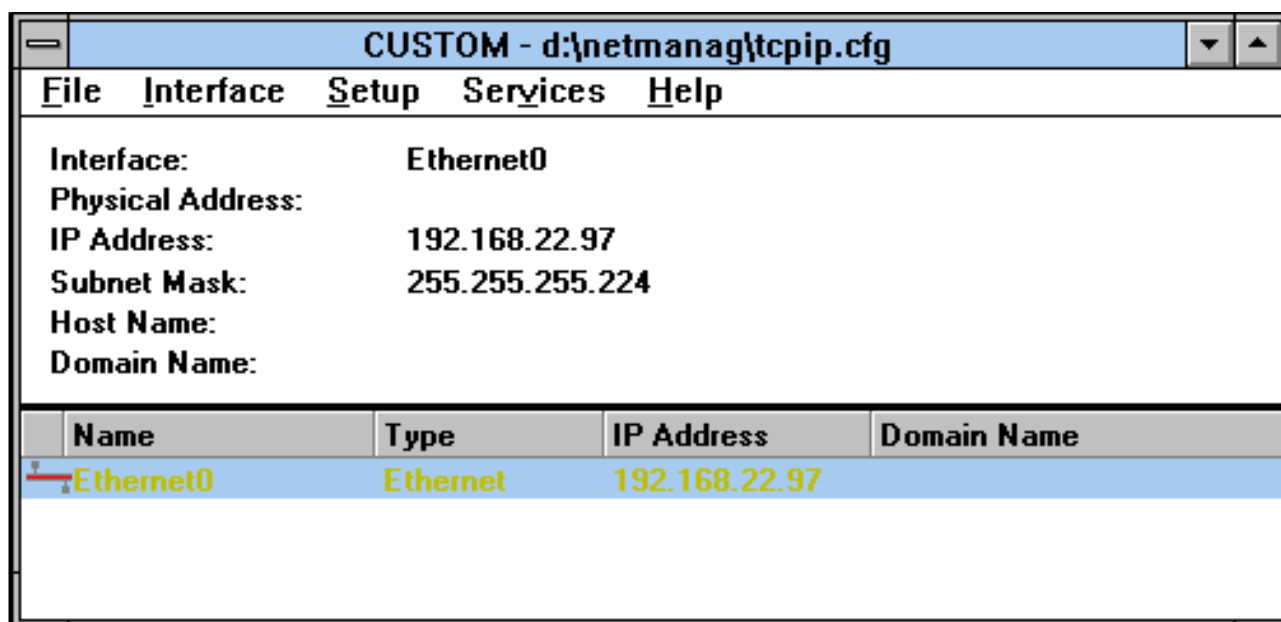 CUSTOM - d:\netmanag\tcpip.cfg
File Interface Setup Services Help
Interface: Ethernet0
Physical Address:
IP Address: 192.168.22.97
Subnet Mask: 255.255.255.224
Host Name:
Domain Name:
Name Type IP Address Domain Name
Ethernet0 Ethernet 192.168.22.97